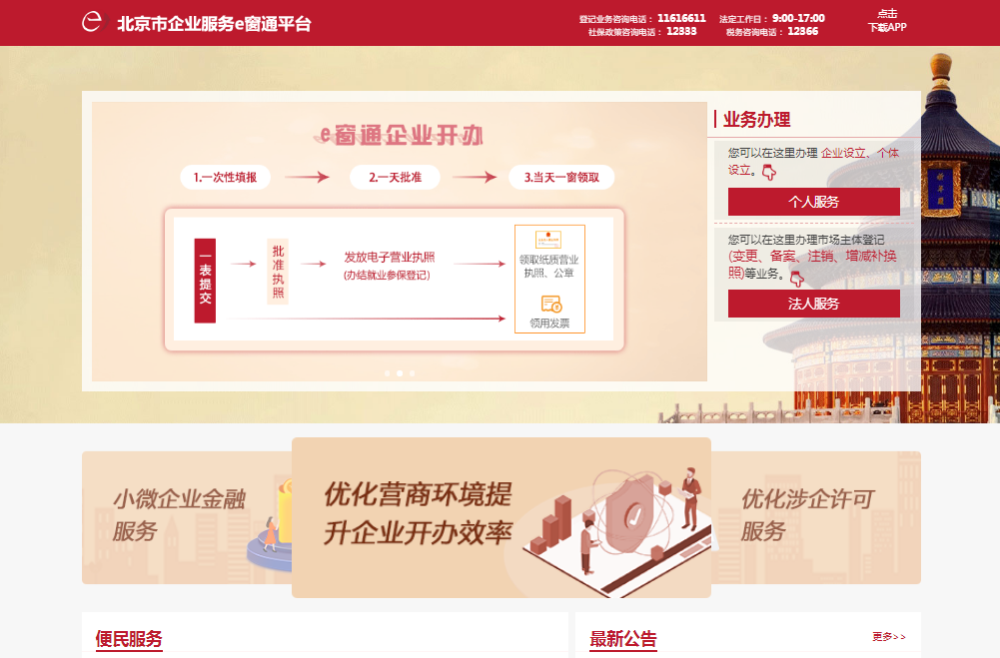 北京市企业服务e窗通平台
登记业务咨询电话： 11616611 法定工作日： 9:00-17:00
社保政策咨询电话： 12333 税务咨询电话： 12366
点击
下载APP
e窗通企业开办
1.一次性填报
2.一天批准
3.当天一窗领取
一表提交
批准执照
发放电子营业执照
(办结就业参保登记)
领取纸质营业
执照、公章
领用发票
业务办理
您可以在这里办理 企业设立、个体
设立。
个人服务
您可以在这里办理市场主体登记
(变更、备案、注销、增减补换
照)等业务。
法人服务
祈年殿
小微企业金融
服务
优化营商环境提
升企业开办效率
优化涉企许可
服务
便民服务
最新公告
更多>>